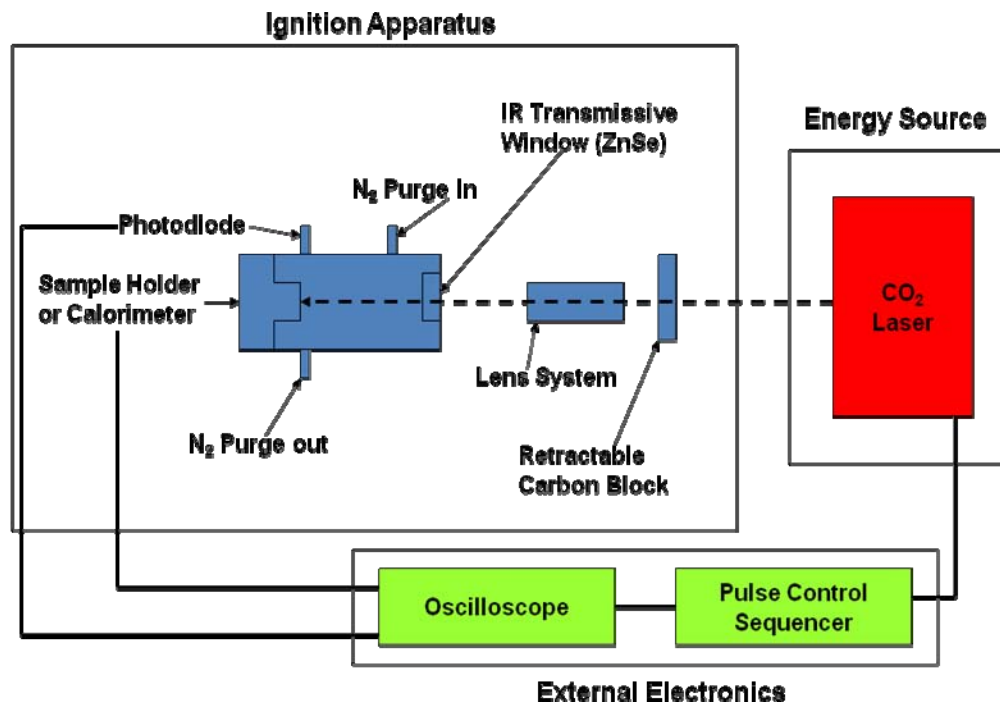 Ignition Apparatus
IR Transmissive
Window (ZnSe)
Energy Source
N₂ Purge In
Photodiode
Sample Holder
or Calorimeter
CO₂
Laser
Lens System
N₂ Purge out
Retractable
Carbon Block
Oscilloscope
Pulse Control
Sequencer
External Electronics